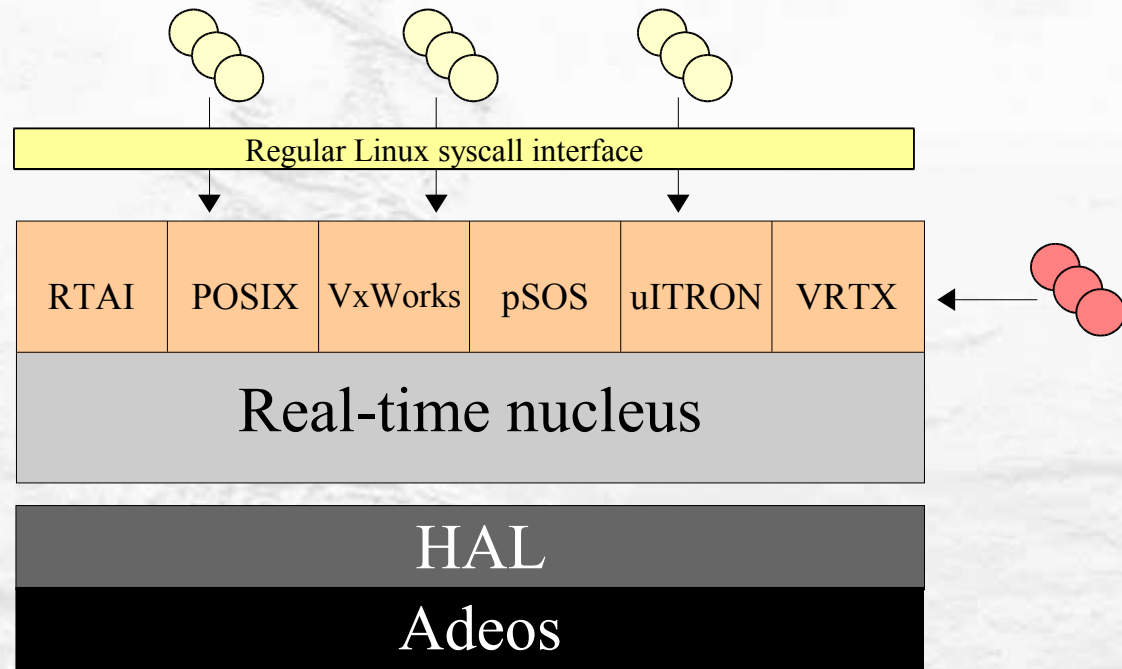 Regular Linux syscall interface
RTAI POSIX VxWorks pSOS uITRON VRTX
Real-time nucleus
HAL
Adeos